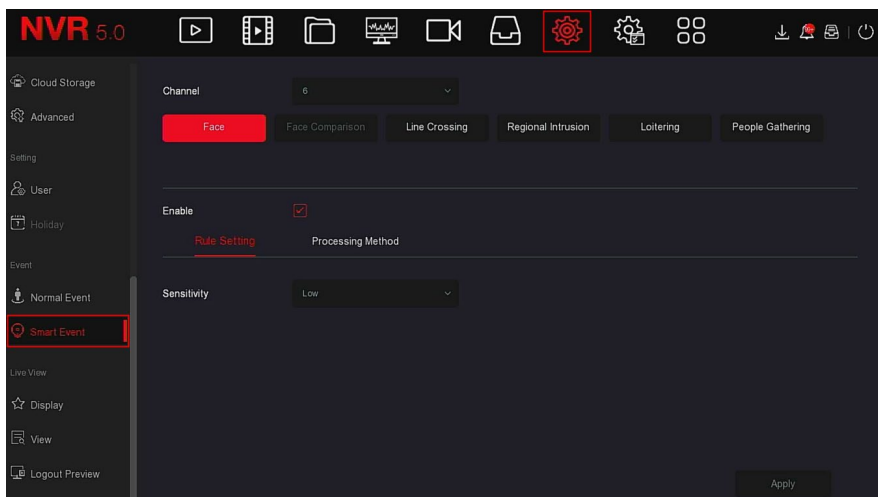 NVR 5.0
Cloud Storage
Advanced
Setting
User
Holiday
Event
Normal Event
Smart Event
Live View
Display
View
Logout Preview
Channel
6
Face
Face Comparison
Line Crossing
Regional Intrusion
Loitering
People Gathering
Enable
Rule Setting
Processing Method
Sensitivity
Low
Apply